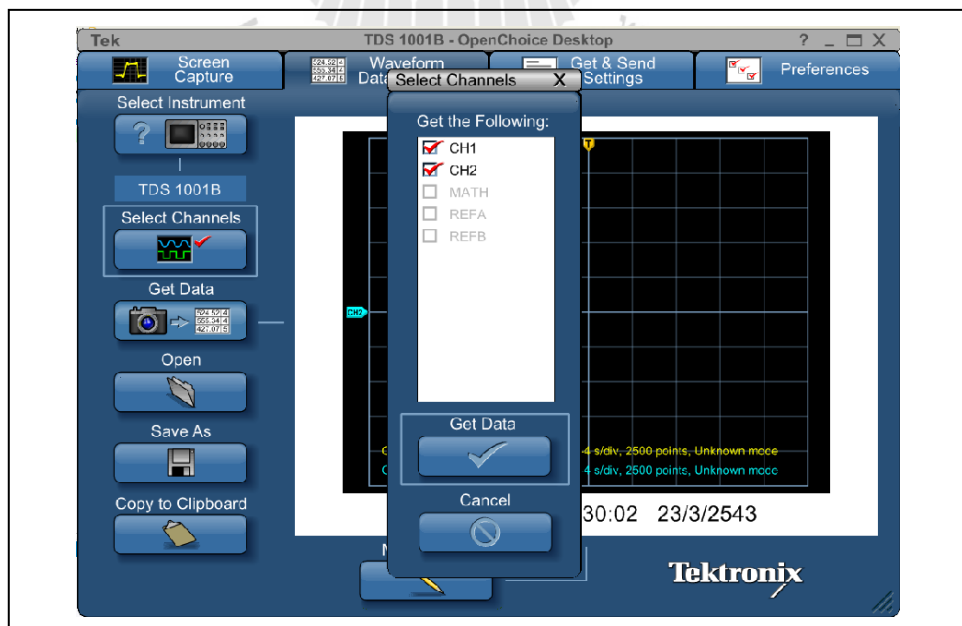 Tek
TDS 1001B - OpenChoice Desktop
? _ X
Screen
Capture
Waveform
Get & Send
Settings
Preferences
Select Instrument
TDS 1001B
Select Channels
Get Data
Open
Save As
Copy to Clipboard
Select Channels X
Get the Following:
CH1
CH2
MATH
REFA
REFB
Get Data
Cancel
T
CH2
4 s/div, 2500 points, Unknown mode
4 s/div, 2500 points, Unknown mode
30:02 23/3/2543
Tektronix